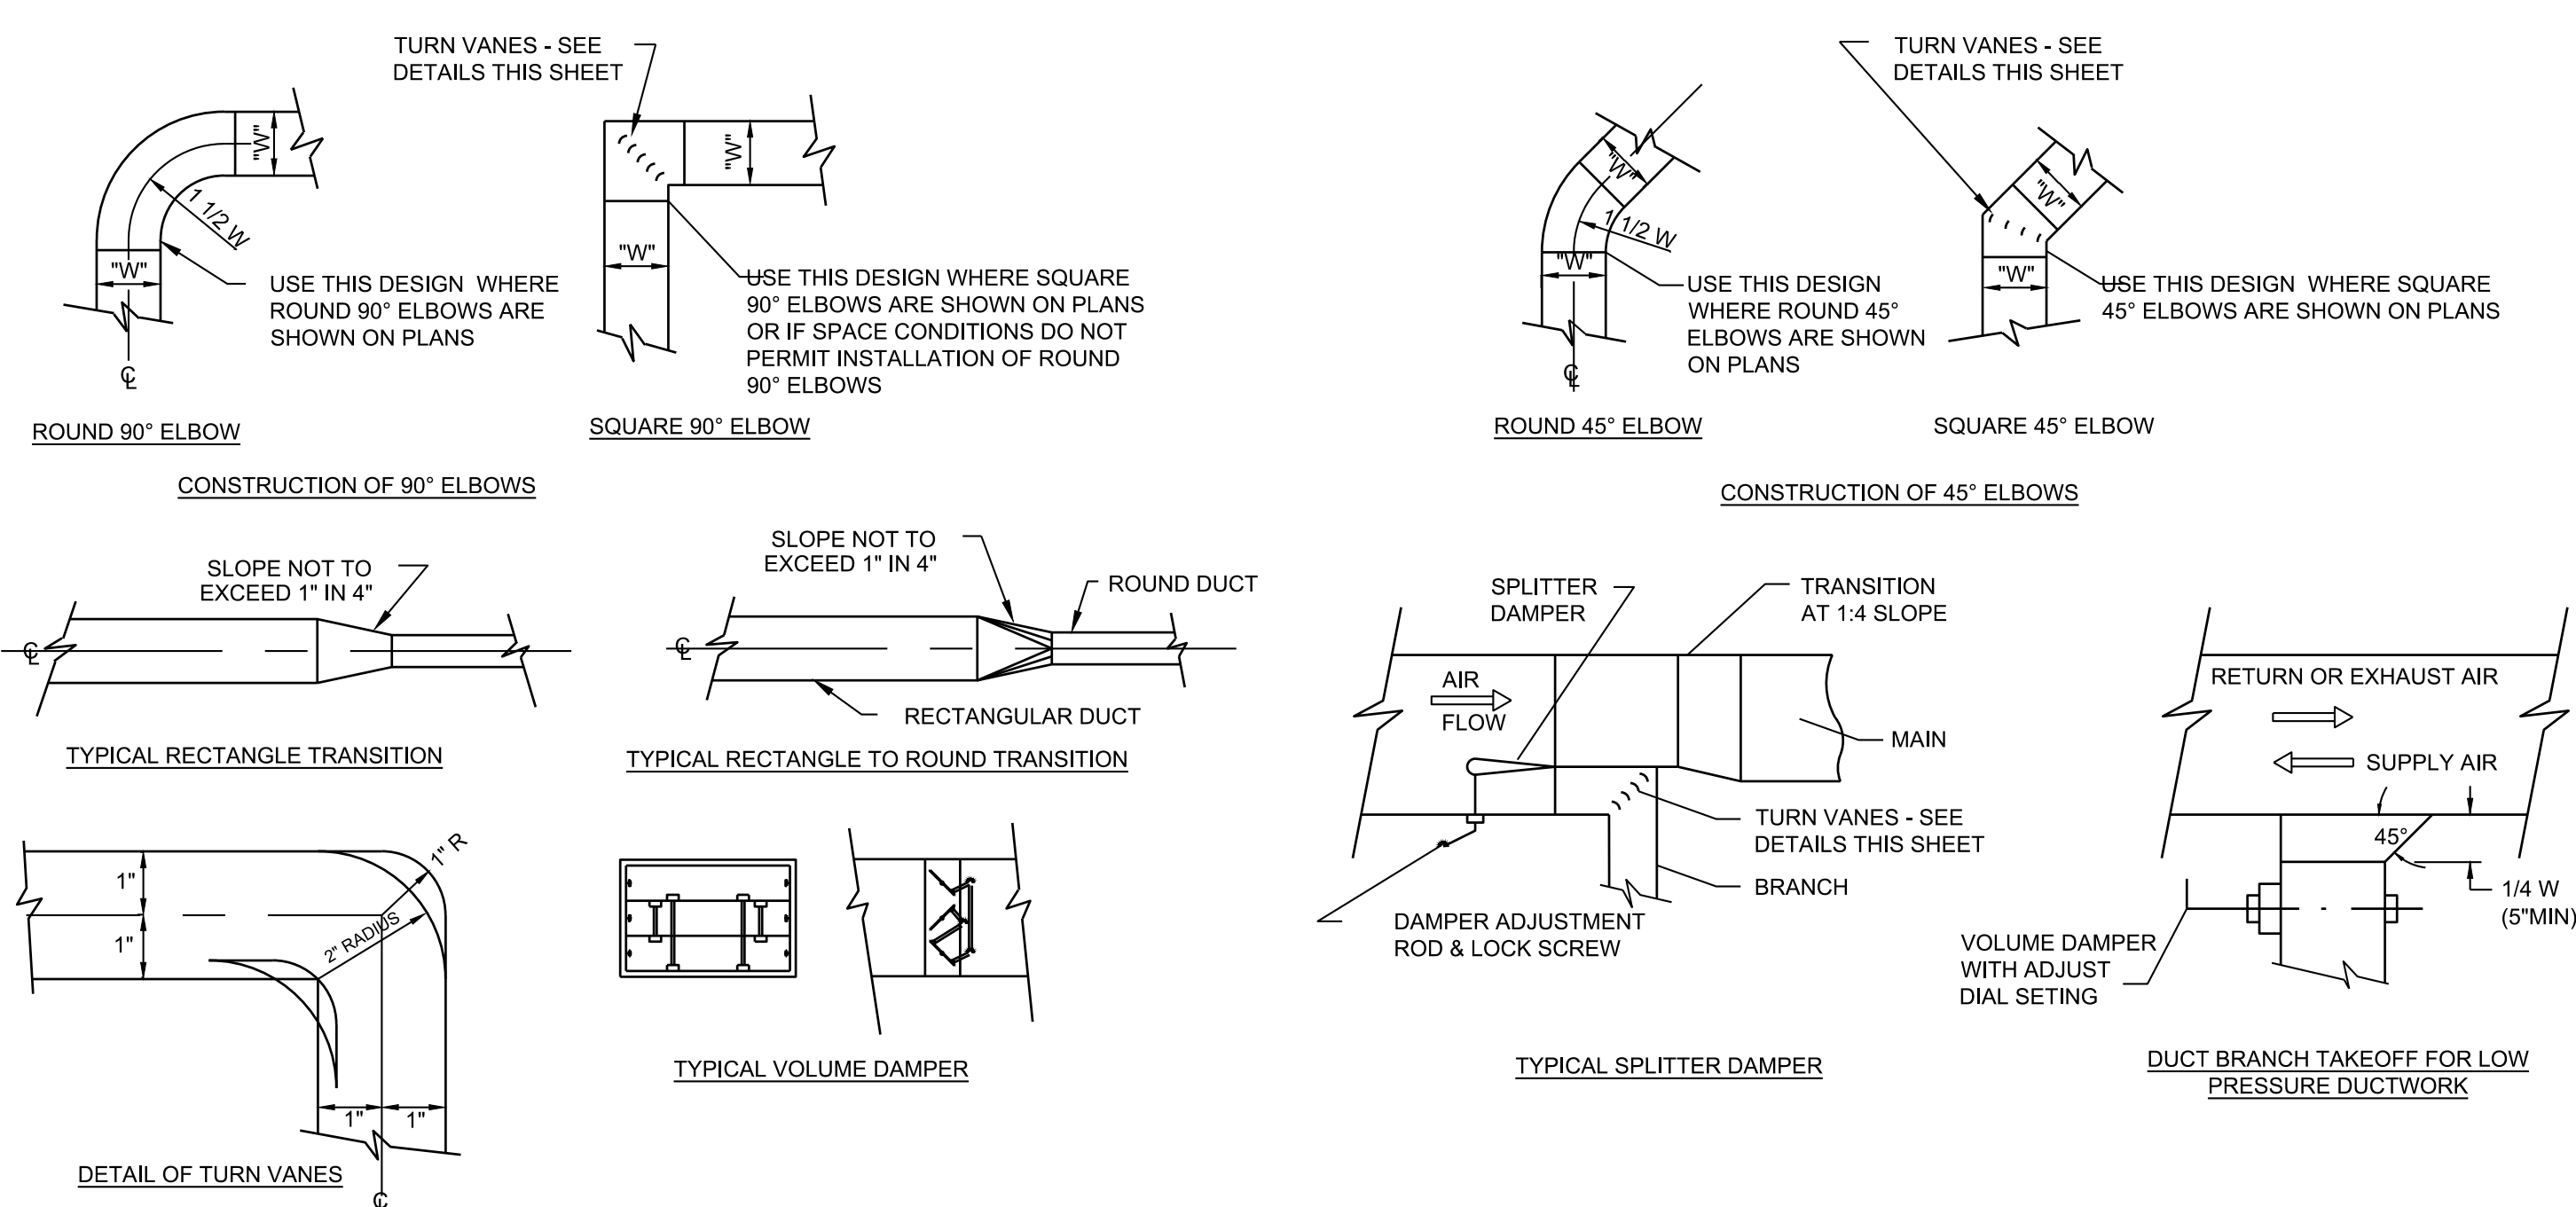 TURN VANES - SEE
DETAILS THIS SHEET
"W"
1 1/2 W
"W"
USE THIS DESIGN  WHERE
ROUND 90° ELBOWS ARE
SHOWN ON PLANS
℄
ROUND 90° ELBOW
"W"
"W"
USE THIS DESIGN WHERE SQUARE
90° ELBOWS ARE SHOWN ON PLANS
OR IF SPACE CONDITIONS DO NOT
PERMIT INSTALLATION OF ROUND
90° ELBOWS
SQUARE 90° ELBOW
CONSTRUCTION OF 90° ELBOWS
"W"
1 1/2 W
"W"
USE THIS DESIGN
WHERE ROUND 45°
ELBOWS ARE SHOWN
ON PLANS
℄
ROUND 45° ELBOW
TURN VANES - SEE
DETAILS THIS SHEET
"W"
"W"
USE THIS DESIGN  WHERE SQUARE
45° ELBOWS ARE SHOWN ON PLANS
SQUARE 45° ELBOW
CONSTRUCTION OF 45° ELBOWS
SLOPE NOT TO
EXCEED 1" IN 4"
℄
TYPICAL RECTANGLE TRANSITION
SLOPE NOT TO
EXCEED 1" IN 4"
ROUND DUCT
℄
RECTANGULAR DUCT
TYPICAL RECTANGLE TO ROUND TRANSITION
SPLITTER
DAMPER
TRANSITION
AT 1:4 SLOPE
AIR
FLOW
MAIN
TURN VANES - SEE
DETAILS THIS SHEET
BRANCH
DAMPER ADJUSTMENT
ROD & LOCK SCREW
TYPICAL SPLITTER DAMPER
RETURN OR EXHAUST AIR
SUPPLY AIR
45°
1/4 W
(5"MIN)
VOLUME DAMPER
WITH ADJUST
DIAL SETING
DUCT BRANCH TAKEOFF FOR LOW
PRESSURE DUCTWORK
1" R
1"
2" RADIUS
1"
1"
1"
DETAIL OF TURN VANES
℄
TYPICAL VOLUME DAMPER